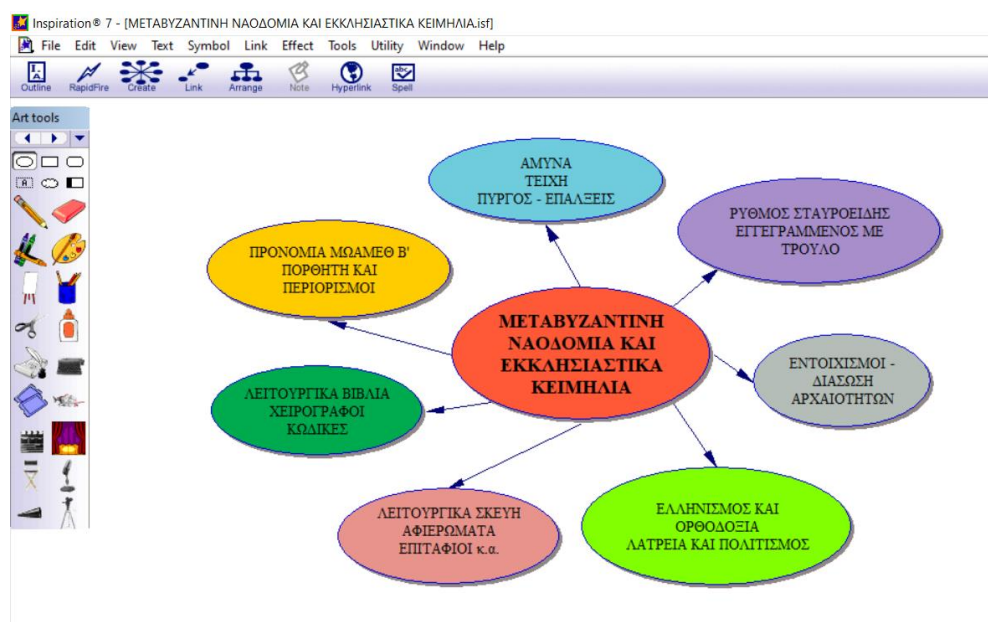 Inspiration® 7 - [ΜΕΤΑΒΥΖΑΝΤΙΝΗ ΝΑΟΔΟΜΙΑ ΚΑΙ ΕΚΚΛΗΣΙΑΣΤΙΚΑ ΚΕΙΜΗΛΙΑ.isf]
File Edit View Text Symbol Link Effect Tools Utility Window Help
Outline RapidFire Create Link Arrange Note Hyperlink Spell
Art tools
ΑΜΥΝΑ
ΤΕΙΧΗ
ΠΥΡΓΟΣ - ΕΠΑΛΞΕΙΣ
ΡΥΘΜΟΣ ΣΤΑΥΡΟΕΙΔΗΣ
ΕΓΓΕΓΡΑΜΜΕΝΟΣ ΜΕ
ΤΡΟΥΛΟ
ΠΡΟΝΟΜΙΑ ΜΩΑΜΕΘ Β'
ΠΟΡΘΗΤΗ ΚΑΙ
ΠΕΡΙΟΡΙΣΜΟΙ
ΜΕΤΑΒΥΖΑΝΤΙΝΗ
ΝΑΟΔΟΜΙΑ ΚΑΙ
ΕΚΚΛΗΣΙΑΣΤΙΚΑ
ΚΕΙΜΗΛΙΑ
ΕΝΤΟΙΧΙΣΜΟΙ -
ΔΙΑΣΩΣΗ
ΑΡΧΑΙΟΤΗΤΩΝ
ΛΕΙΤΟΥΡΓΙΚΑ ΒΙΒΛΙΑ
ΧΕΙΡΟΓΡΑΦΟΙ
ΚΩΔΙΚΕΣ
ΛΕΙΤΟΥΡΓΙΚΑ ΣΚΕΥΗ
ΑΦΙΕΡΩΜΑΤΑ
ΕΠΙΤΑΦΙΟΙ κ.α.
ΕΛΛΗΝΙΣΜΟΣ ΚΑΙ
ΟΡΘΟΔΟΞΙΑ
ΛΑΤΡΕΙΑ ΚΑΙ ΠΟΛΙΤΙΣΜΟΣ